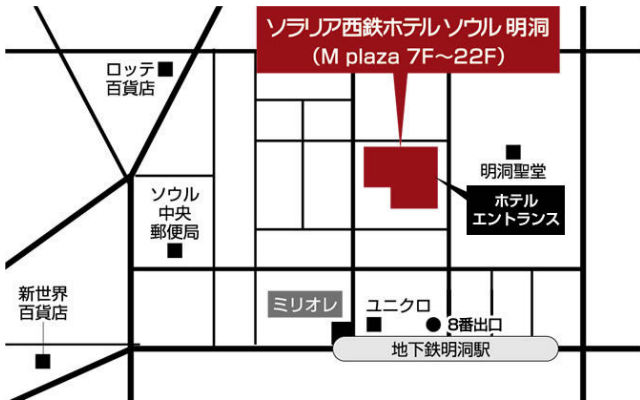 ソラリア西鉄ホテル ソウル 明洞
(M plaza 7F～22F)
ロッテ
百貨店
明洞聖堂
ソウル
中央
郵便局
ホテル
エントランス
新世界
百貨店
ミリオレ
ユニクロ
8番出口
地下鉄明洞駅